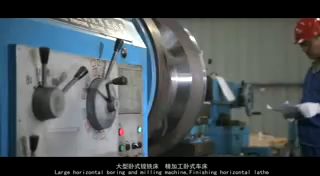 大型卧式镗铣床　精加工卧式车床
Large horizontal boring and milling machine,Finishing horizontal lathe